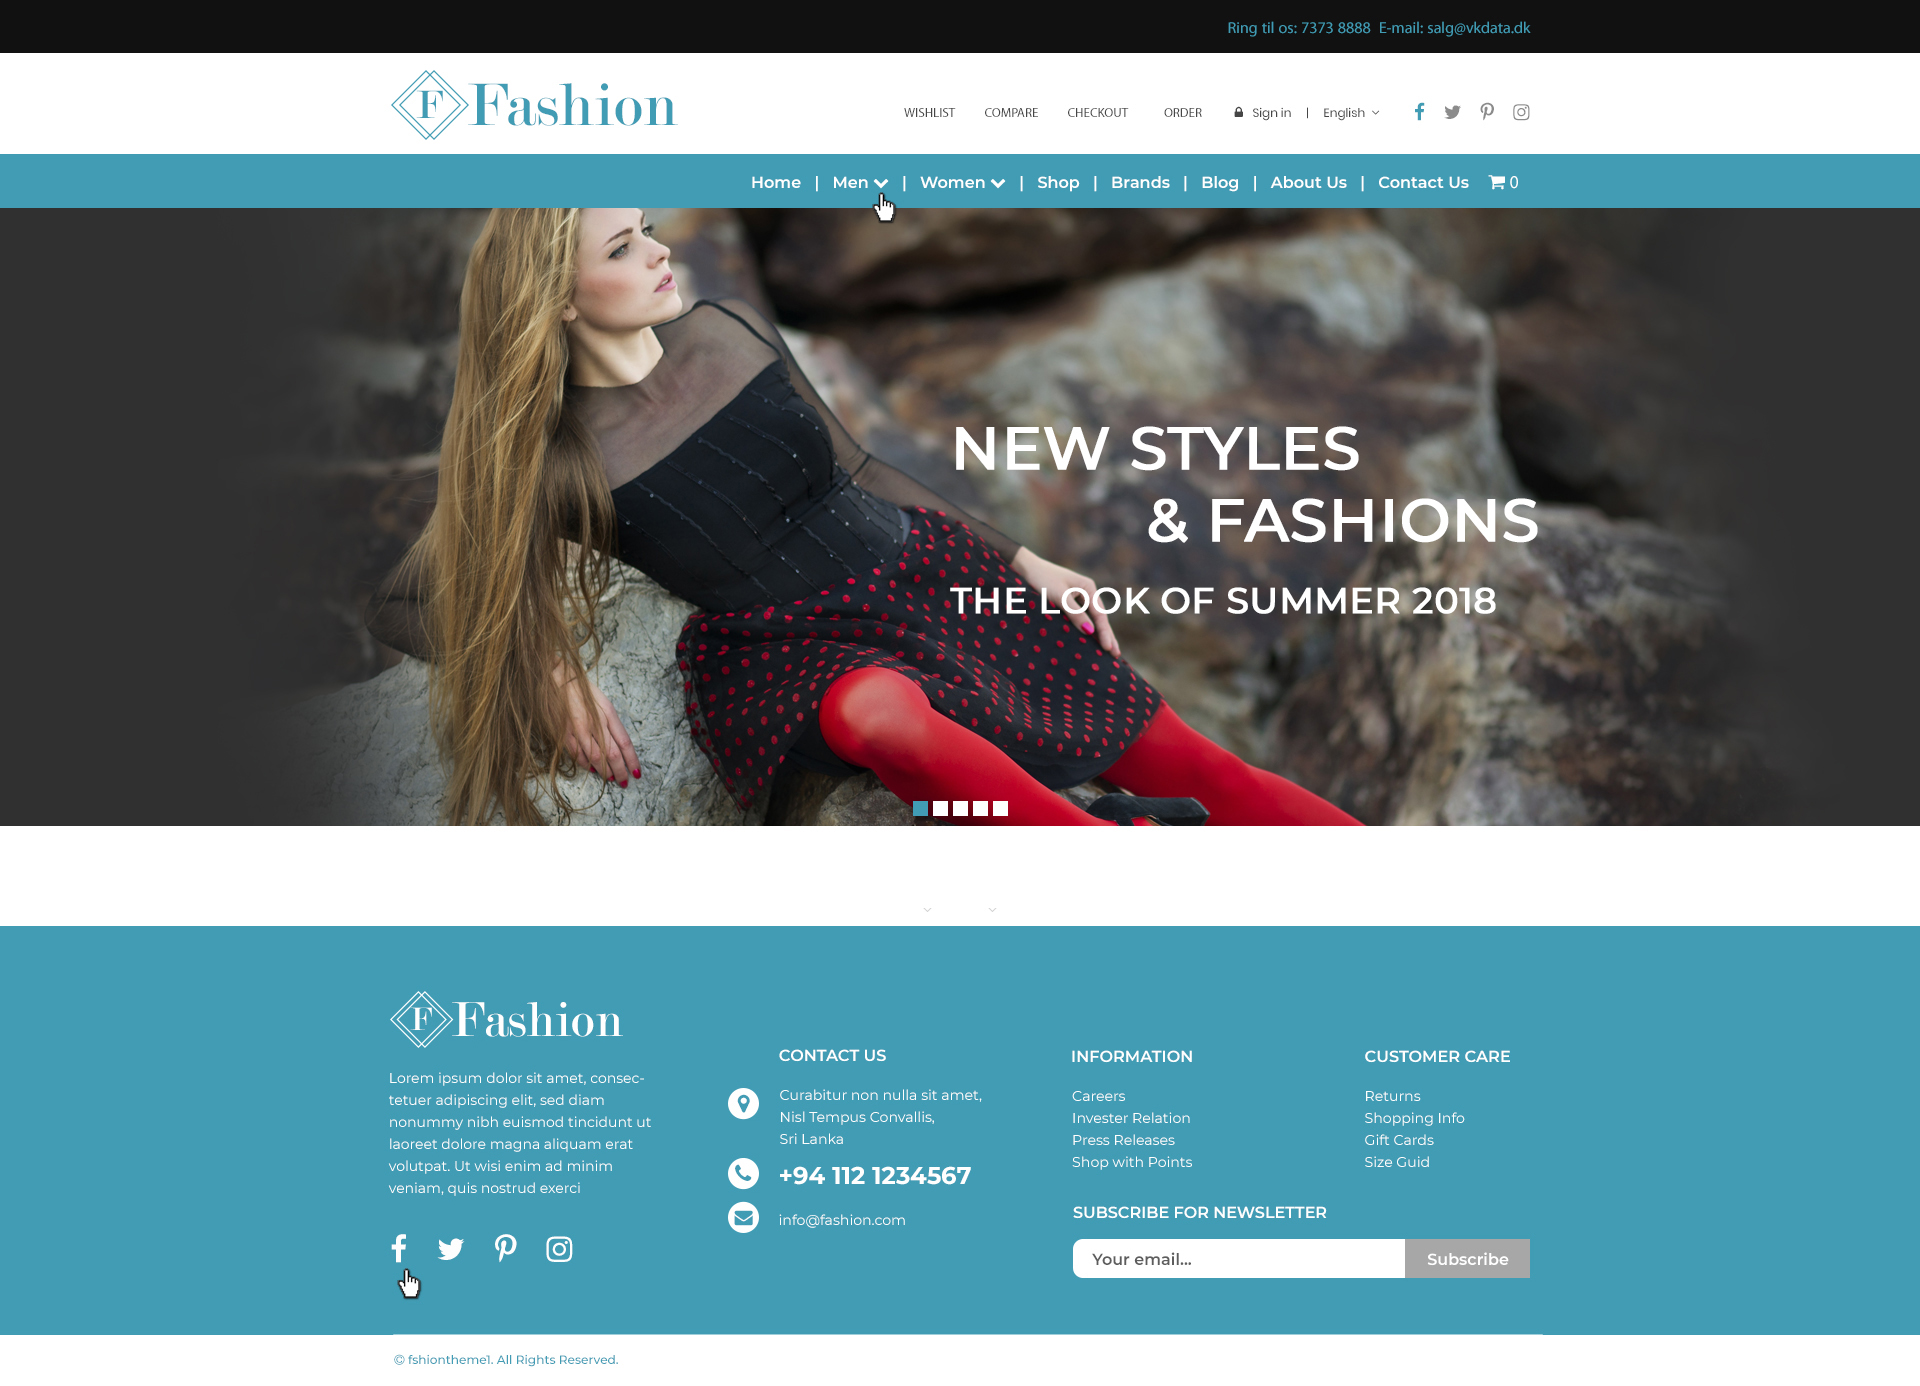 Ring til os: 7373 8888 E-mail: salg@vkdata.dk
F Fashion
WISHLIST COMPARE CHECKOUT ORDER Sign in | English
Home | Men | Women | Shop | Brands | Blog | About Us | Contact Us 0
NEW STYLES
& FASHIONS
THE LOOK OF SUMMER 2018
F Fashion
Lorem ipsum dolor sit amet, consec-
tetuer adipiscing elit, sed diam
nonummy nibh euismod tincidunt ut
laoreet dolore magna aliquam erat
volutpat. Ut wisi enim ad minim
veniam, quis nostrud exerci
CONTACT US
Curabitur non nulla sit amet,
Nisl Tempus Convallis,
Sri Lanka
+94 112 1234567
info@fashion.com
INFORMATION
Careers
Invester Relation
Press Releases
Shop with Points
CUSTOMER CARE
Returns
Shopping Info
Gift Cards
Size Guid
SUBSCRIBE FOR NEWSLETTER
Your email... Subscribe
© fshiontheme1. All Rights Reserved.